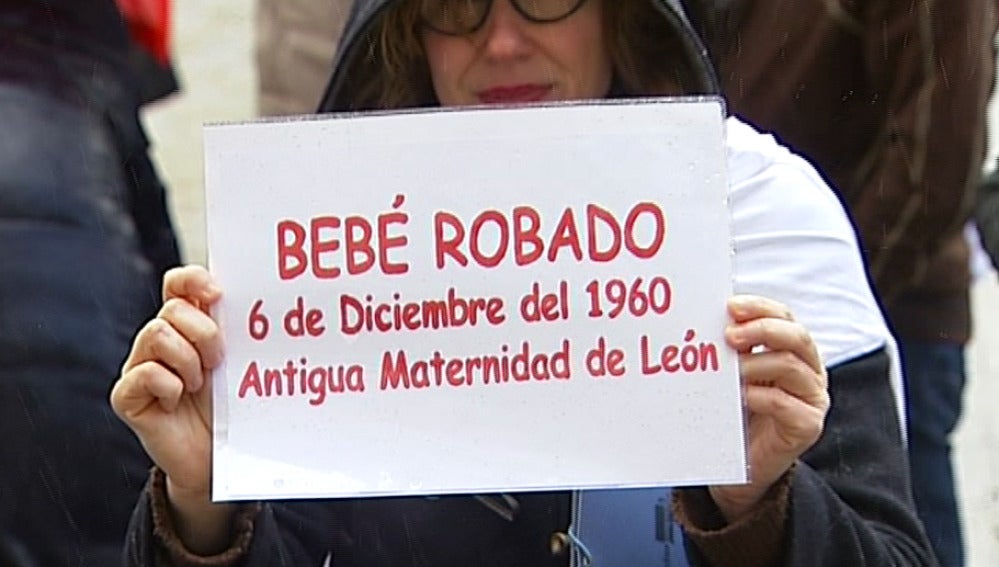 BEBÉ ROBADO
6 de Diciembre del 1960
Antigua Maternidad de León